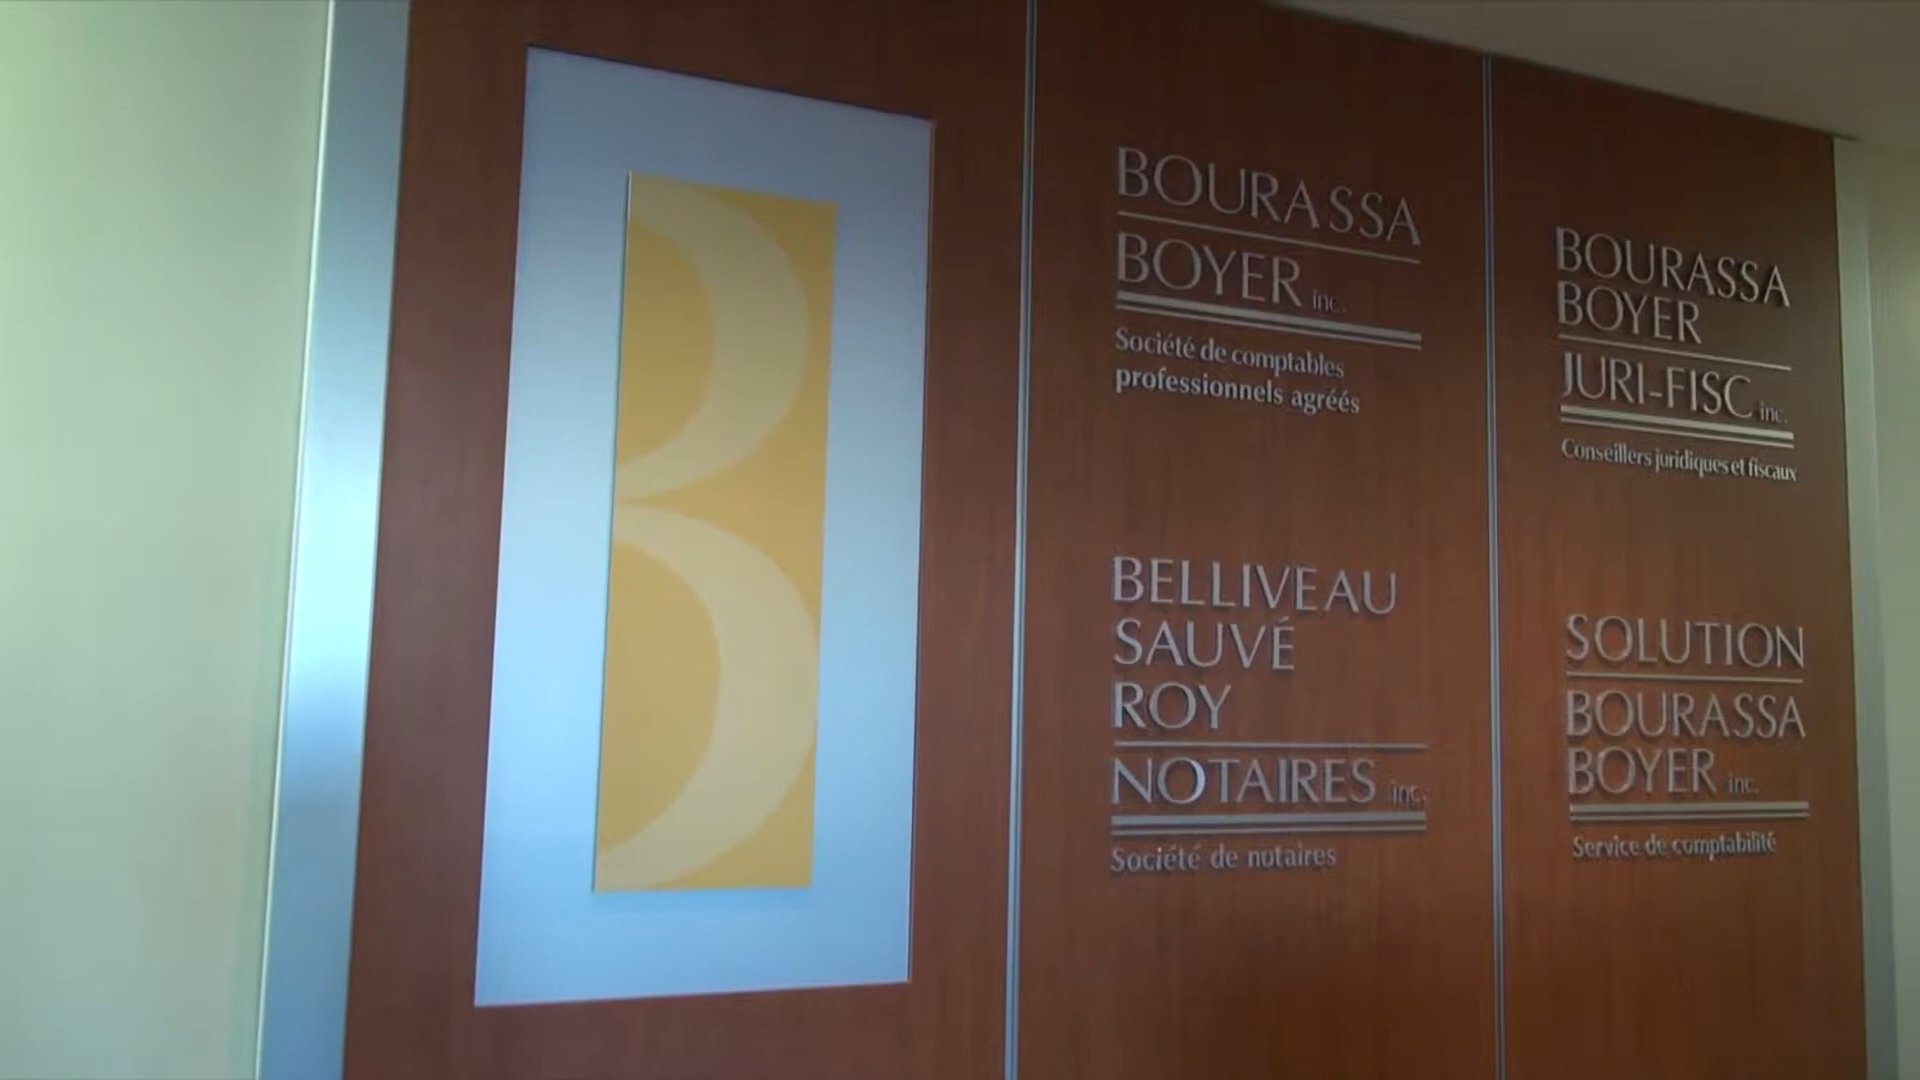 BOURASSA
BOYER inc.
Société de comptables
professionnels agréés
BELLIVEAU
SAUVÉ
ROY
NOTAIRES inc.
Société de notaires
BOURASSA
BOYER
JURI-FISC inc.
Conseillers juridiques et fiscaux
SOLUTION
BOURASSA
BOYER inc.
Service de comptabilité